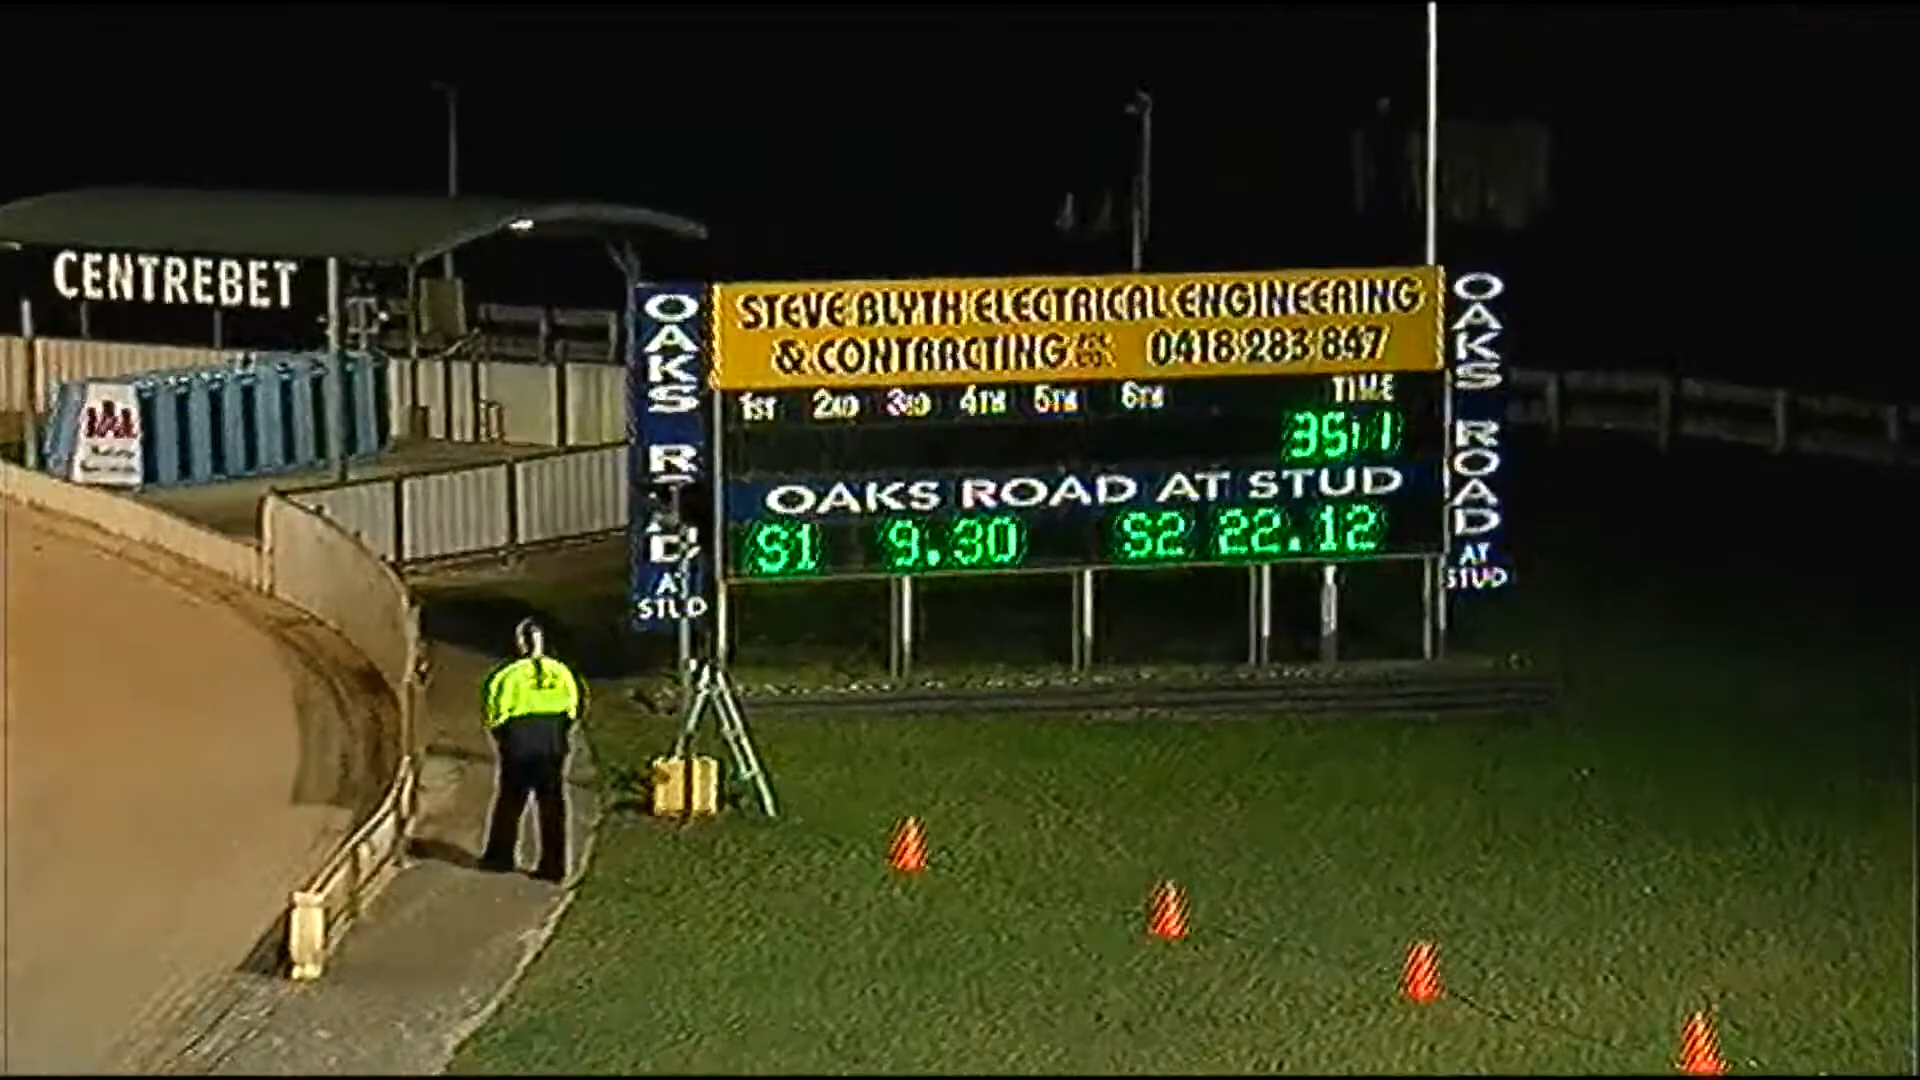 CENTREBET
OAKS ROAD AT STUD
STEVE BLYTH ELECTRICAL ENGINEERING
& CONTRACTING 0418 283 847
1ST 2ND 3RD 4TH 5TH 6TH TIME
OAKS ROAD AT STUD
S1 9.30 S2 22.12
OAKS ROAD AT STUD